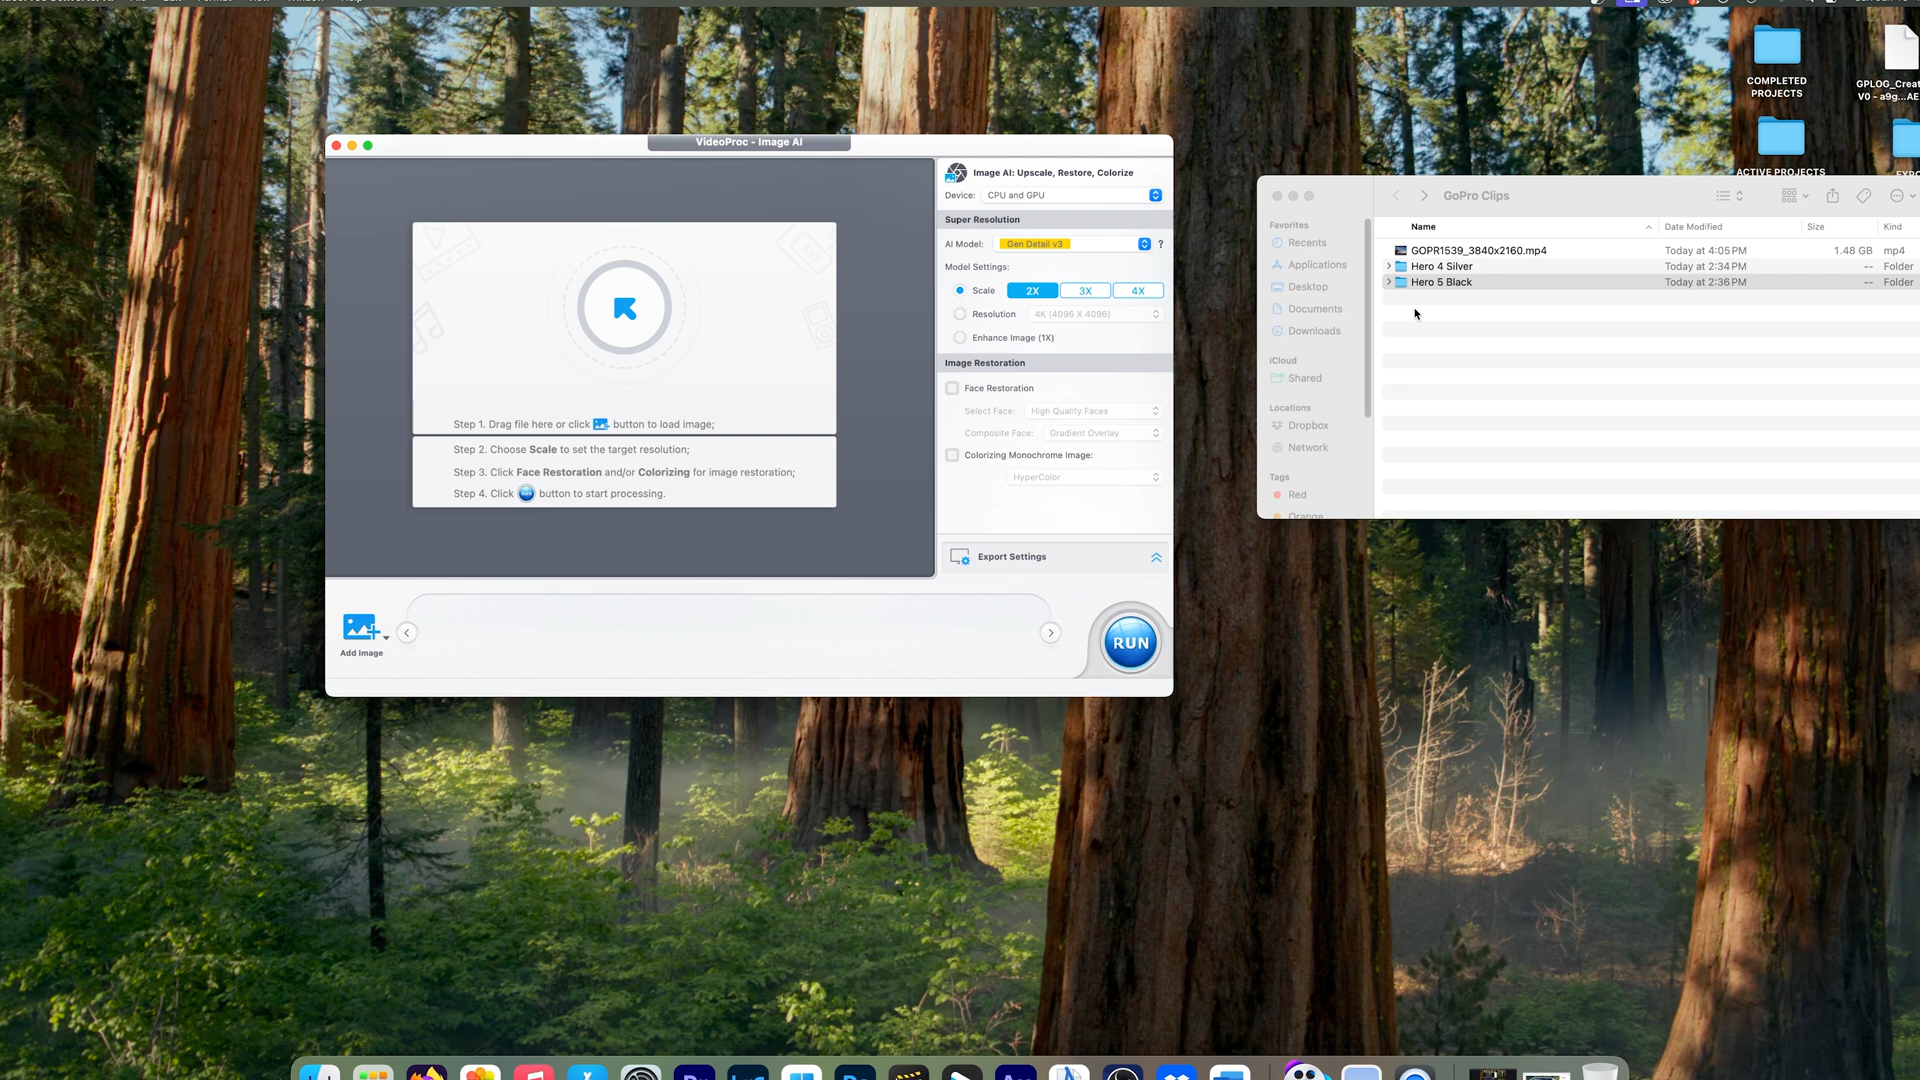 COMPLETED
PROJECTS
GPLOG_Creat
V0 - a9g...AE
ACTIVE PROJECTS
VideoProc - Image AI
Image AI: Upscale, Restore, Colorize
Device: CPU and GPU
Super Resolution
AI Model: Gen Detail v3 ?
Model Settings:
Scale 2X 3X 4X
Resolution 4K (4096 X 4096)
Enhance Image (1X)
Image Restoration
Face Restoration
Select Face: High Quality Faces
Composite Face: Gradient Overlay
Colorizing Monochrome Image:
HyperColor
Export Settings
Step 1. Drag file here or click button to load image;
Step 2. Choose Scale to set the target resolution;
Step 3. Click Face Restoration and/or Colorizing for image restoration;
Step 4. Click RUN button to start processing.
Add Image
RUN
GoPro Clips
Favorites
Recents
Applications
Desktop
Documents
Downloads
iCloud
Shared
Locations
Dropbox
Network
Tags
Red
Orange
Name Date Modified Size Kind
GOPR1539_3840x2160.mp4 Today at 4:05 PM 1.48 GB mp4
Hero 4 Silver Today at 2:34 PM -- Folder
Hero 5 Black Today at 2:36 PM -- Folder